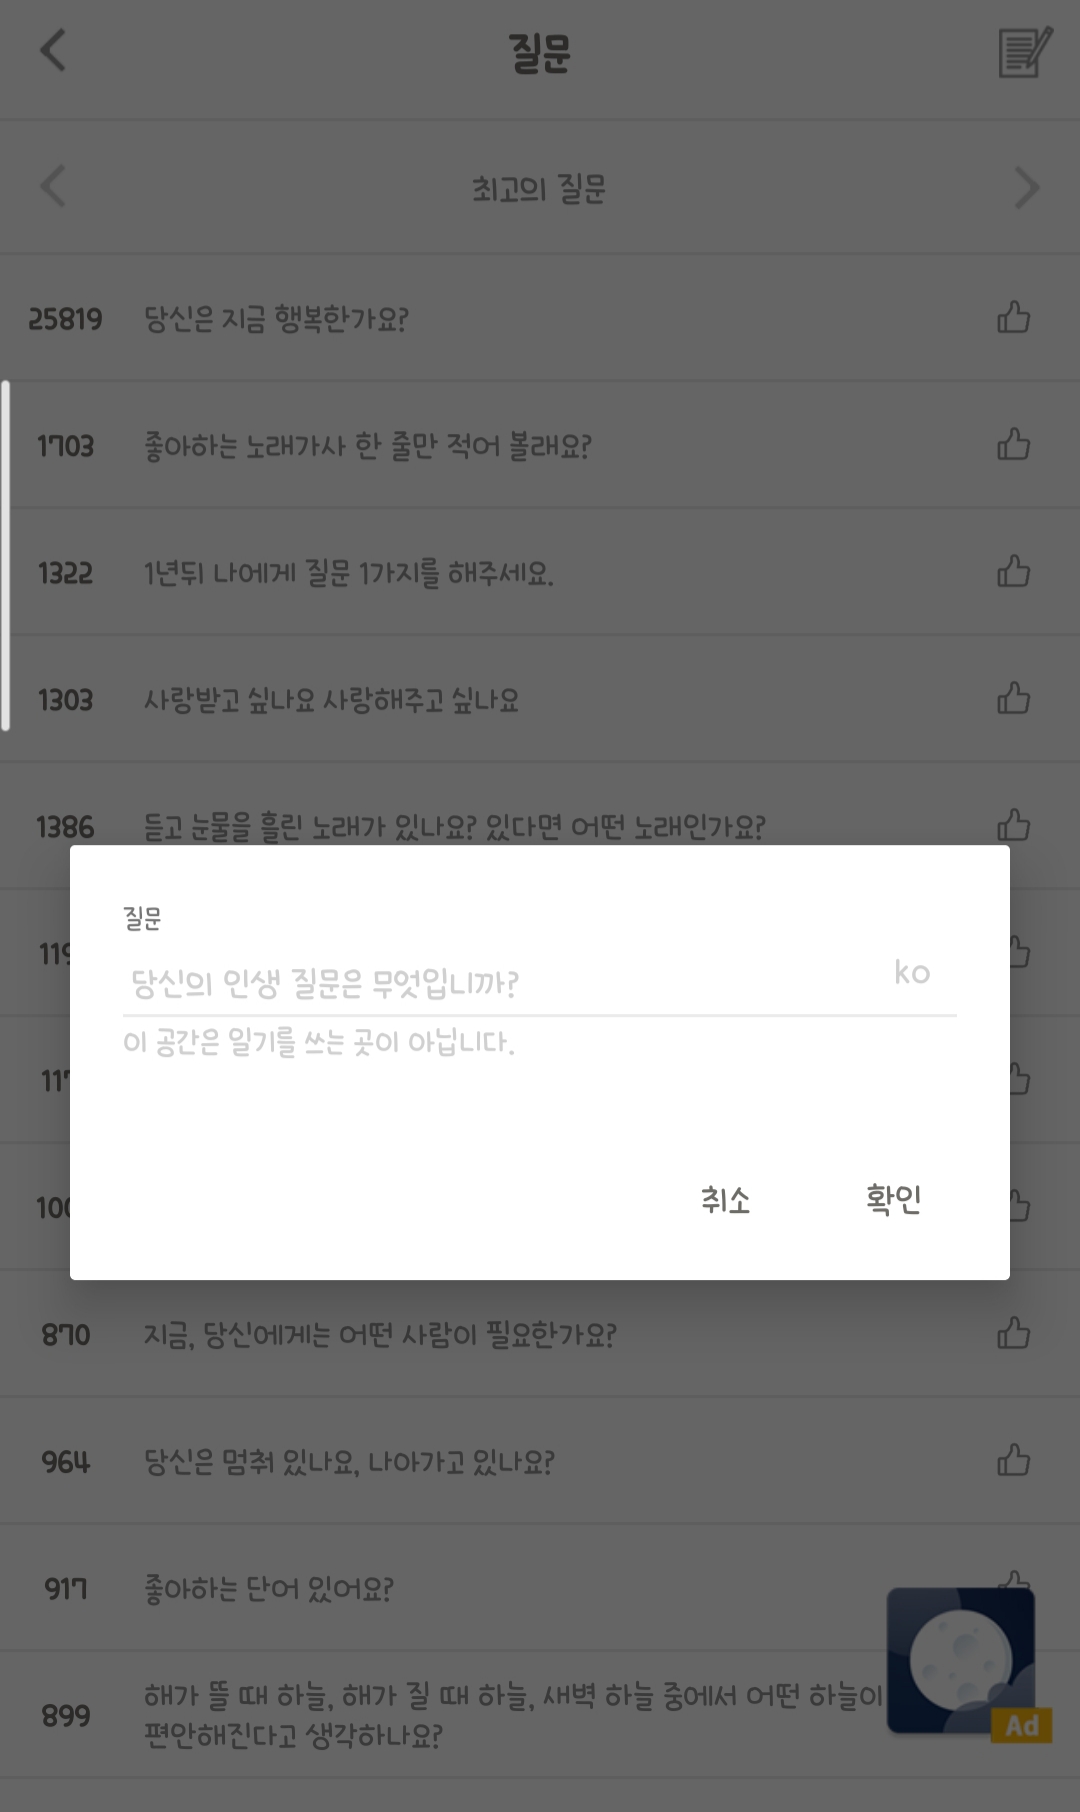 질문
최고의 질문
25819 당신은 지금 행복한가요?
1703 좋아하는 노래가사 한 줄만 적어 볼래요?
1322 1년뒤 나에게 질문 1가지를 해주세요.
1303 사랑받고 싶나요 사랑해주고 싶나요
1386 듣고 눈물을 흘린 노래가 있나요? 있다면 어떤 노래인가요?
질문
당신의 인생 질문은 무엇입니까? ko
이 공간은 일기를 쓰는 곳이 아닙니다.
취소 확인
870 지금, 당신에게는 어떤 사람이 필요한가요?
964 당신은 멈춰 있나요, 나아가고 있나요?
917 좋아하는 단어 있어요?
899 해가 뜰 때 하늘, 해가 질 때 하늘, 새벽 하늘 중에서 어떤 하늘이
편안해진다고 생각하나요?
Ad